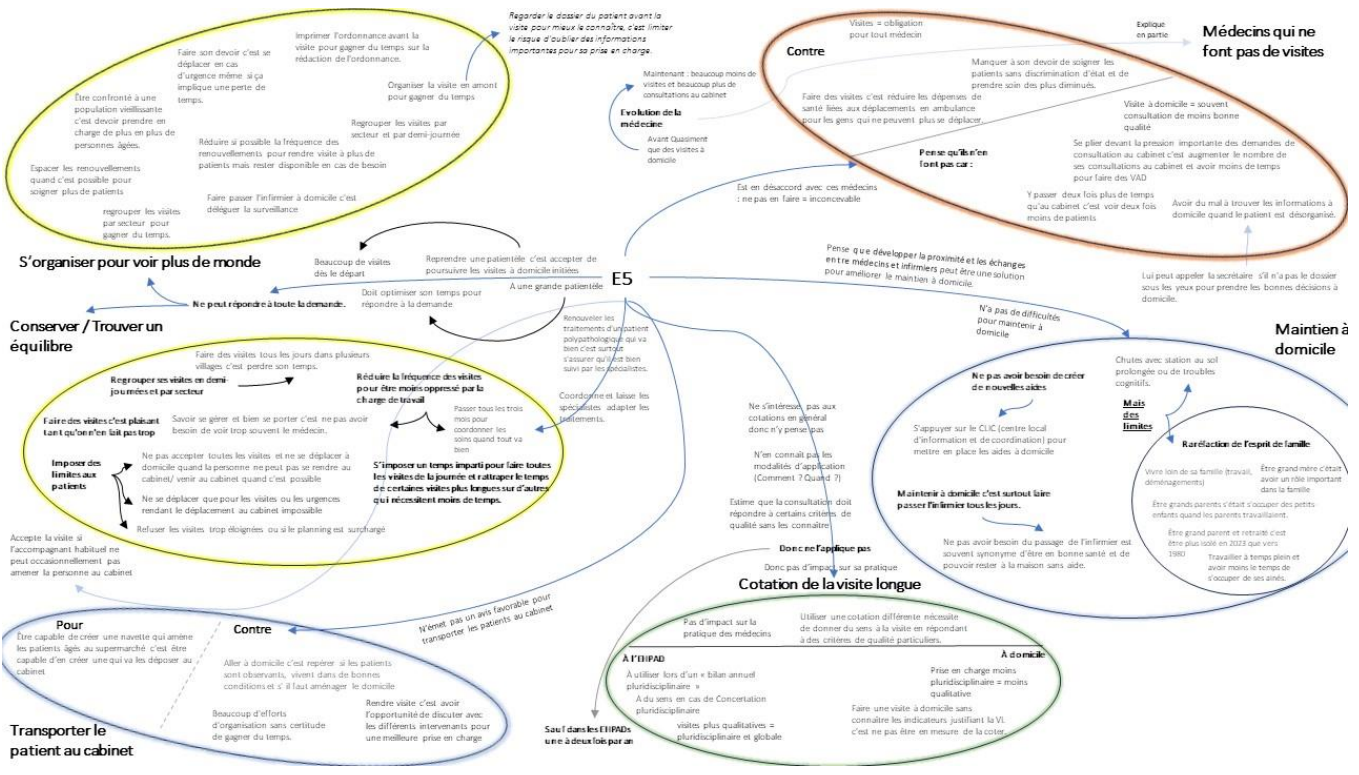 Imprimer l'ordonnance avant la
visite pour gagner du temps sur la
rédaction de l'ordonnance.
Faire son devoir c'est se
déplacer en cas
d'urgence même si ça
implique une perte de
temps.
Organiser la visite en amont
pour gagner du temps
Être confronté à une
population vieillissante
c'est devoir prendre en
charge de plus en plus de
personnes âgées.
Regrouper les visites par
secteur et par demi-journée
Réduire si possible la fréquence des
renouvellements pour rendre visite à plus de
patients mais rester disponible en cas de besoin
Espacer les renouvellements
quand c'est possible pour
soigner plus de patients
Faire passer l'infirmier à domicile c'est
déléguer la surveillance
regrouper les visites
par secteur pour
gagner du temps.
S'organiser pour voir plus de monde
Regarder le dossier du patient avant la
visite pour mieux le connaître, c'est limiter
le risque d'oublier des informations
importantes pour sa prise en charge.
Maintenant : beaucoup moins de
visites et beaucoup plus de
consultations au cabinet
Evolution de la
médecine
Avant Quasiment
que des visites à
domicile
Visites = obligation
pour tout médecin
Contre
Explique
en partie
Médecins qui ne
font pas de visites
Manquer à son devoir de soigner les
patients sans discrimination d'état et de
prendre soin des plus diminués.
Faire des visites c'est réduire les dépenses de
santé liées aux déplacements en ambulance
pour les gens qui ne peuvent plus se déplacer.
Visite à domicile = souvent
consultation de moins bonne
qualité
Pense qu'ils n'en
font pas car :
Se plier devant la pression importante des demandes de
consultation au cabinet c'est augmenter le nombre de
ses consultations au cabinet et avoir moins de temps
pour faire des VAD
Y passer deux fois plus de temps
qu'au cabinet c'est voir deux fois
moins de patients
Avoir du mal à trouver les informations à
domicile quand le patient est désorganisé.
Est en désaccord avec ces médecins
: ne pas en faire = inconcevable
Lui peut appeler la secrétaire s'il n'a pas le dossier
sous les yeux pour prendre les bonnes décisions à
domicile.
Beaucoup de visites
dès le départ
Reprendre une patientèle c'est accepter de
poursuivre les visites à domicile initiées
E5
A une grande patientèle
Ne peut répondre à toute la demande.
Doit optimiser son temps pour
répondre à la demande
Pense que développer la proximité et les échanges
entre médecins et infirmiers peut être une solution
pour améliorer le maintien à domicile.
N'a pas de difficultés
pour maintenir à
domicile
Conserver / Trouver un
équilibre
Faire des visites tous les jours dans plusieurs
villages c'est perdre son temps.
Regrouper ses visites en demi-
journées et par secteur
Réduire la fréquence des visites
pour être moins oppressé par la
charge de travail
Faire des visites c'est plaisant
tant qu'on n'en fait pas trop
Savoir se gérer et bien se porter c'est ne pas avoir
besoin de voir trop souvent le médecin.
Passer tous les trois
mois pour
coordonner les
soins quand tout va
bien
Imposer des
limites aux
patients
Ne pas accepter toutes les visites et ne se déplacer à
domicile quand la personne ne peut pas se rendre au
cabinet/ venir au cabinet quand c'est possible
Ne se déplacer que pour les visites ou les urgences
rendant le déplacement au cabinet impossible
Refuser les visites trop éloignées ou si le planning est surchargé
S'imposer un temps imparti pour faire toutes
les visites de la journée et rattraper le temps
de certaines visites plus longues sur d'autres
qui nécessitent moins de temps.
Renouveler les
traitements d'un patient
polypathologique qui va
bien c'est surtout
s'assurer qu'il est bien
suivi par les spécialistes.
Coordonne et laisse les
spécialistes adapter les
traitements.
Accepte la visite si
l'accompagnant habituel ne
peut occasionnellement pas
amener la personne au cabinet
Maintien à
domicile
Chutes avec station au sol
prolongée ou de troubles
cognitifs.
Ne pas avoir besoin de créer
de nouvelles aides
Mais
des
limites
S'appuyer sur le CLIC (centre local
d'information et de coordination) pour
mettre en place les aides à domicile
Raréfaction de l'esprit de famille
Vivre loin de sa famille (travail,
déménagements)
Être grand mère c'était
avoir un rôle important
dans la famille
Être grands parents s'était s'occuper des petits
enfants quand les parents travaillaient.
Être grand parent et retraité c'est
être plus isolé en 2023 que vers
1980
Travailler à temps plein et
avoir moins le temps de
s'occuper de ses ainés.
Maintenir à domicile c'est surtout faire
passer l'infirmier tous les jours.
Ne pas avoir besoin du passage de l'infirmier est
souvent synonyme d'être en bonne santé et de
pouvoir rester à la maison sans aide.
Ne s'intéresse pas aux
cotations en général
donc n'y pense pas
N'en connaît pas les
modalités d'application
(Comment ? Quand ?)
Estime que la consultation doit
répondre à certains critères de
qualité sans les connaître
Donc ne l'applique pas
Donc pas d'impact sur sa pratique
Cotation de la visite longue
N'émet pas un avis favorable pour
transporter les patients au cabinet
Pour
Être capable de créer une navette qui amène
les patients âgés au supermarché c'est être
capable d'en créer une qui va les déposer au
cabinet
Contre
Aller à domicile c'est repérer si les patients
sont observants, vivent dans de bonnes
conditions et s' il faut aménager le domicile
Beaucoup d'efforts
d'organisation sans certitude
de gagner du temps.
Rendre visite c'est avoir
l'opportunité de discuter avec
les différents intervenants pour
une meilleure prise en charge
Transporter le
patient au cabinet
Pas d'impact sur la
pratique des médecins
Utiliser une cotation différente nécessite
de donner du sens à la visite en répondant
à des critères de qualité particuliers.
À l'EHPAD
À domicile
À utiliser lors d'un « bilan annuel
pluridisciplinaire »
A du sens en cas de Concertation
pluridisciplinaire
visites plus qualitatives =
pluridisciplinaire et globale
Prise en charge moins
pluridisciplinaire = moins
qualitative
Faire une visite à domicile sans
connaître les indicateurs justifiant la VL
c'est ne pas être en mesure de la coter.
Sauf dans les EHPADs
une à deux fois par an